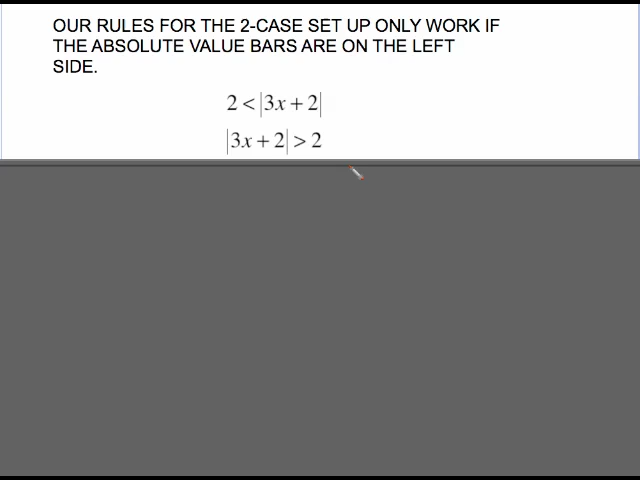 OUR RULES FOR THE 2-CASE SET UP ONLY WORK IF
THE ABSOLUTE VALUE BARS ARE ON THE LEFT
SIDE.
2 < |3x + 2|
|3x + 2| > 2